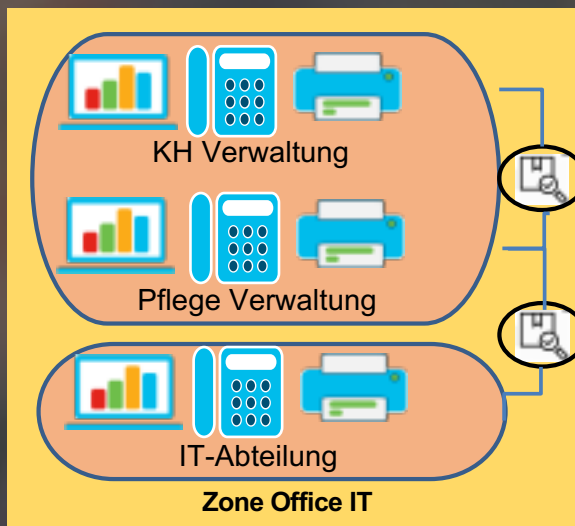 KH Verwaltung
Pflege Verwaltung
IT-Abteilung
Zone Office IT